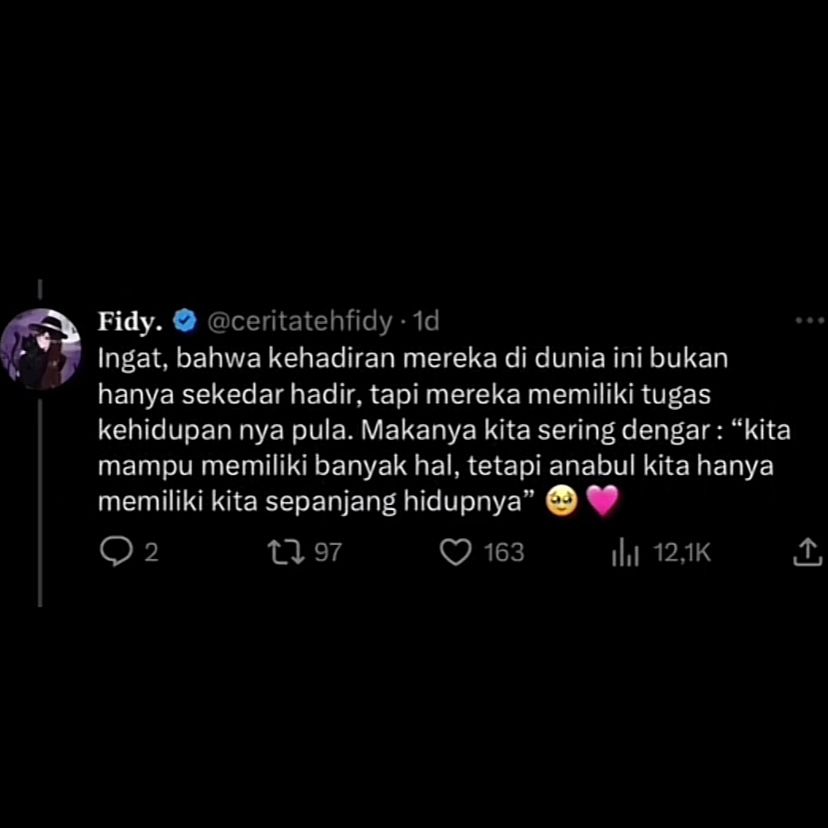 Fidy. @ceritatehfidy · 1d
Ingat, bahwa kehadiran mereka di dunia ini bukan
hanya sekedar hadir, tapi mereka memiliki tugas
kehidupan nya pula. Makanya kita sering dengar : “kita
mampu memiliki banyak hal, tetapi anabul kita hanya
memiliki kita sepanjang hidupnya” 🥹 🩷
2 97 163 12,1K